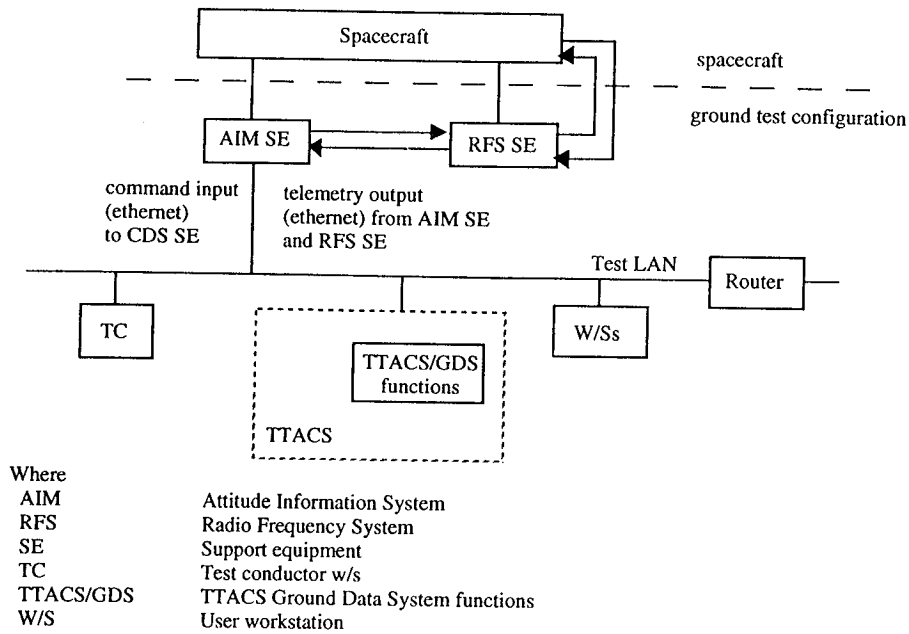 Spacecraft
spacecraft
ground test configuration
AIM SE
RFS SE
command input
(ethernet)
to CDS SE
telemetry output
(ethernet) from AIM SE
and RFS SE
Test LAN
Router
TC
W/Ss
TTACS/GDS
functions
TTACS
Where
AIM Attitude Information System
RFS Radio Frequency System
SE Support equipment
TC Test conductor w/s
TTACS/GDS TTACS Ground Data System functions
W/S User workstation